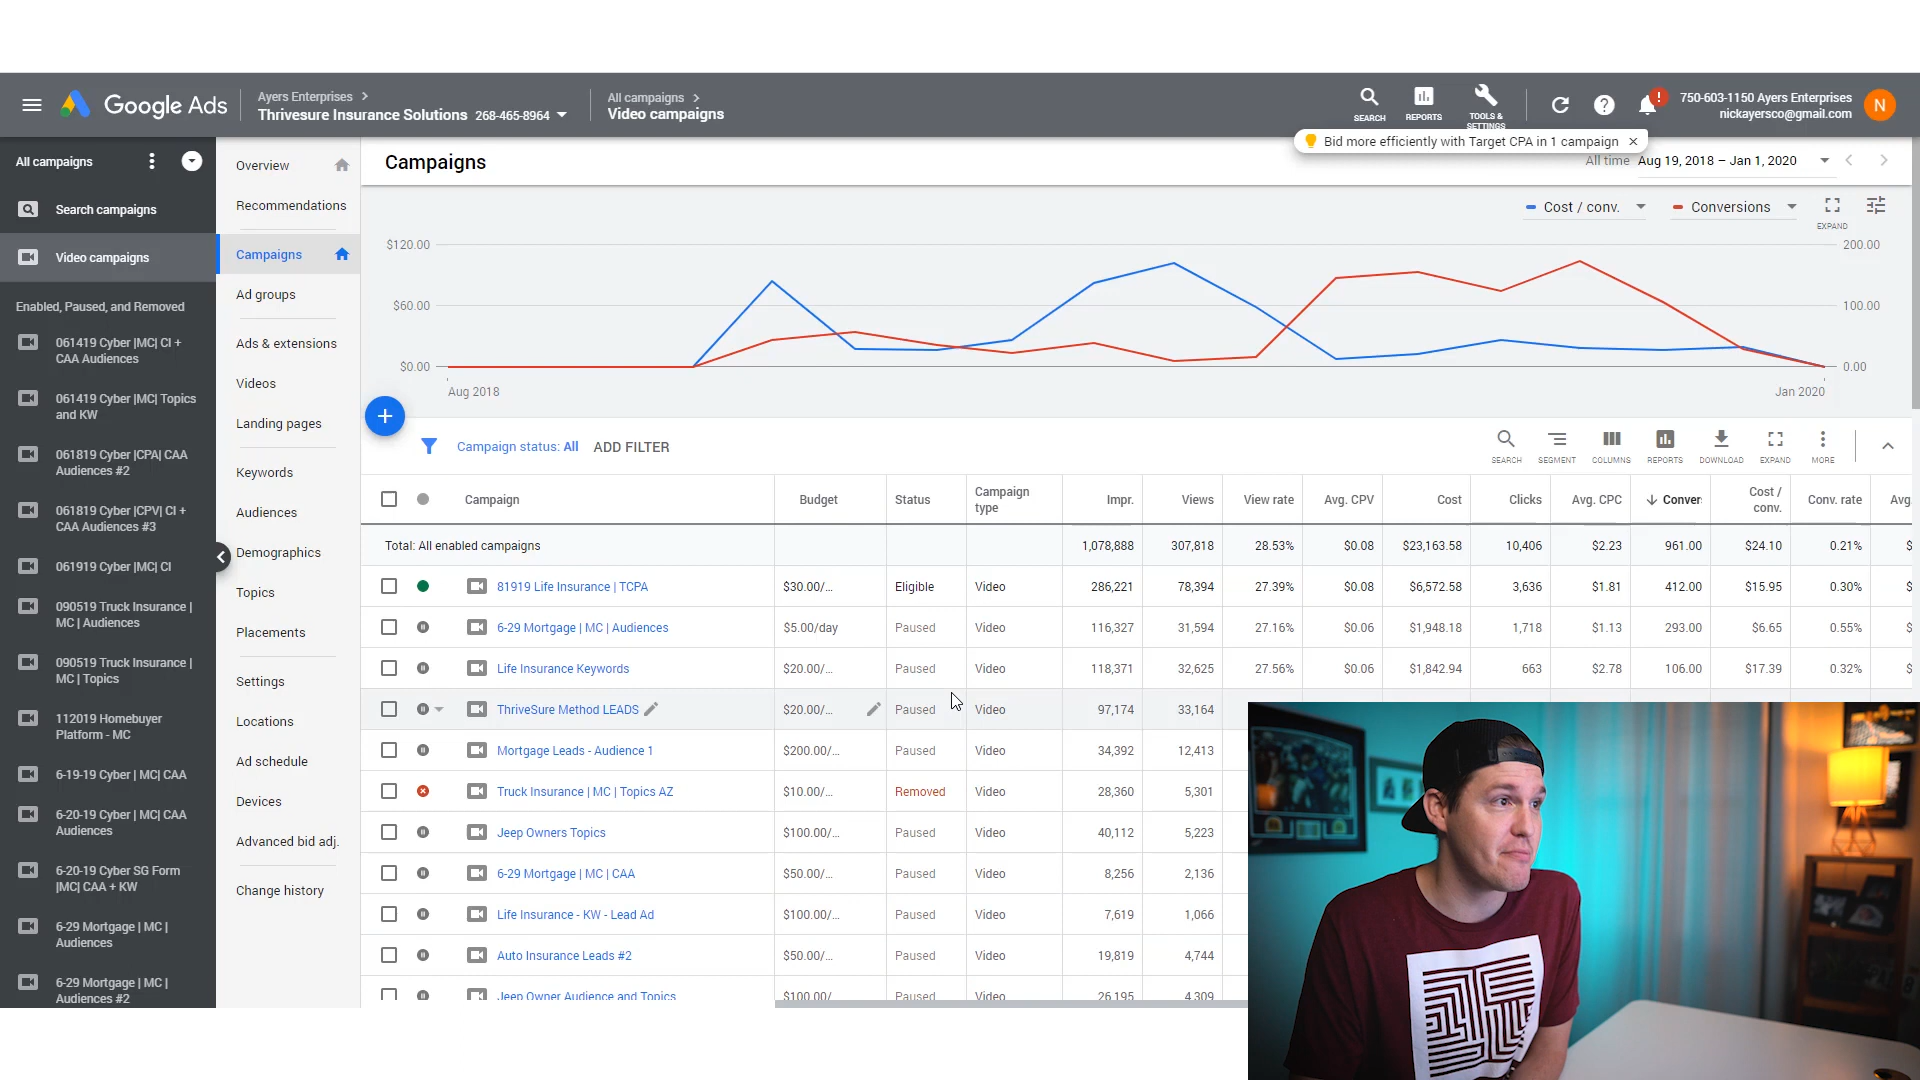 Google Ads
Ayers Enterprises
Thrivesure Insurance Solutions 268-465-8964
All campaigns
Video campaigns
SEARCH
REPORTS
TOOLS & SETTINGS
!
750-603-1150 Ayers Enterprises
nickayersco@gmail.com
N
Bid more efficiently with Target CPA in 1 campaign
All campaigns
Search campaigns
Video campaigns
Enabled, Paused, and Removed
061419 Cyber |MC| CI +
CAA Audiences
061419 Cyber |MC| Topics
and KW
061819 Cyber |CPA| CAA
Audiences #2
061819 Cyber |CPV| CI +
CAA Audiences #3
061919 Cyber |MC| CI
090519 Truck Insurance |
MC | Audiences
090519 Truck Insurance |
MC | Topics
112019 Homebuyer
Platform - MC
6-19-19 Cyber | MC| CAA
6-20-19 Cyber | MC| CAA
Audiences
6-20-19 Cyber SG Form
|MC| CAA + KW
6-29 Mortgage | MC |
Audiences
6-29 Mortgage | MC |
Audiences #2
Overview
Recommendations
Campaigns
Ad groups
Ads & extensions
Videos
Landing pages
Keywords
Audiences
Demographics
Topics
Placements
Settings
Locations
Ad schedule
Devices
Advanced bid adj.
Change history
Campaigns
All time Aug 19, 2018 – Jan 1, 2020
Cost / conv.
Conversions
EXPAND
$120.00
200.00
$60.00
100.00
$0.00
0.00
Aug 2018
Jan 2020
Campaign status: All ADD FILTER
SEARCH
SEGMENT
COLUMNS
REPORTS
DOWNLOAD
EXPAND
MORE
Campaign Budget Status Campaign type Impr. Views View rate Avg. CPV Cost Clicks Avg. CPC Conver Cost / conv. Conv. rate Avg
Total: All enabled campaigns 1,078,888 307,818 28.53% $0.08 $23,163.58 10,406 $2.23 961.00 $24.10 0.21% $
81919 Life Insurance | TCPA $30.00/... Eligible Video 286,221 78,394 27.39% $0.08 $6,572.58 3,636 $1.81 412.00 $15.95 0.30% $
6-29 Mortgage | MC | Audiences $5.00/day Paused Video 116,327 31,594 27.16% $0.06 $1,948.18 1,718 $1.13 293.00 $6.65 0.55% $
Life Insurance Keywords $20.00/... Paused Video 118,371 32,625 27.56% $0.06 $1,842.94 663 $2.78 106.00 $17.39 0.32% $
ThriveSure Method LEADS $20.00/... Paused Video 97,174 33,164
Mortgage Leads - Audience 1 $200.00/... Paused Video 34,392 12,413
Truck Insurance | MC | Topics AZ $10.00/... Removed Video 28,360 5,301
Jeep Owners Topics $100.00/... Paused Video 40,112 5,223
6-29 Mortgage | MC | CAA $50.00/... Paused Video 8,256 2,136
Life Insurance - KW - Lead Ad $100.00/... Paused Video 7,619 1,066
Auto Insurance Leads #2 $50.00/... Paused Video 19,819 4,744
Jeep Owner Audience and Topics $100.00/ Paused Video 26,195 4,309